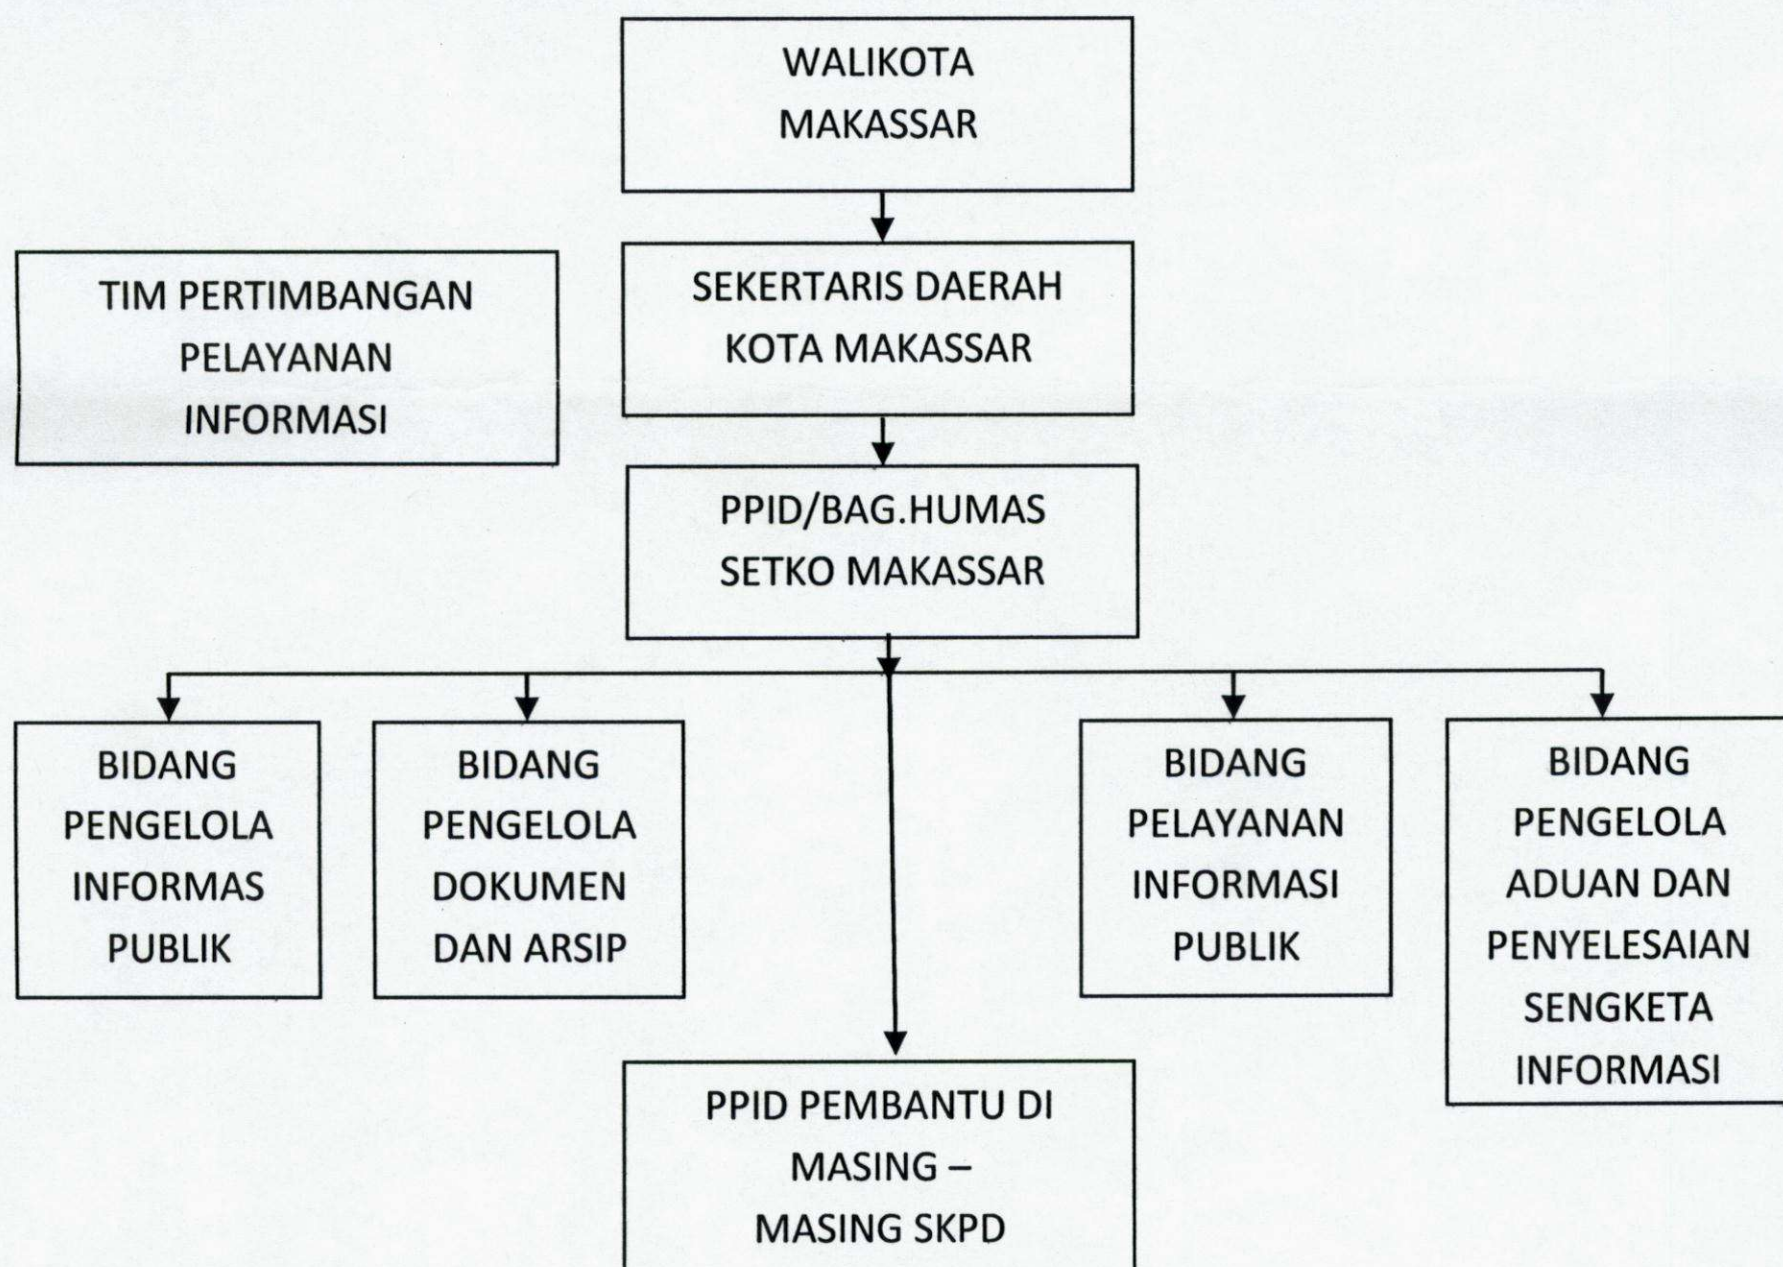 WALIKOTA
MAKASSAR
TIM PERTIMBANGAN
PELAYANAN
INFORMASI
SEKERTARIS DAERAH
KOTA MAKASSAR
PPID/BAG.HUMAS
SETKO MAKASSAR
BIDANG
PENGELOLA
INFORMAS
PUBLIK
BIDANG
PENGELOLA
DOKUMEN
DAN ARSIP
BIDANG
PELAYANAN
INFORMASI
PUBLIK
BIDANG
PENGELOLA
ADUAN DAN
PENYELESAIAN
SENGKETA
INFORMASI
PPID PEMBANTU DI
MASING –
MASING SKPD